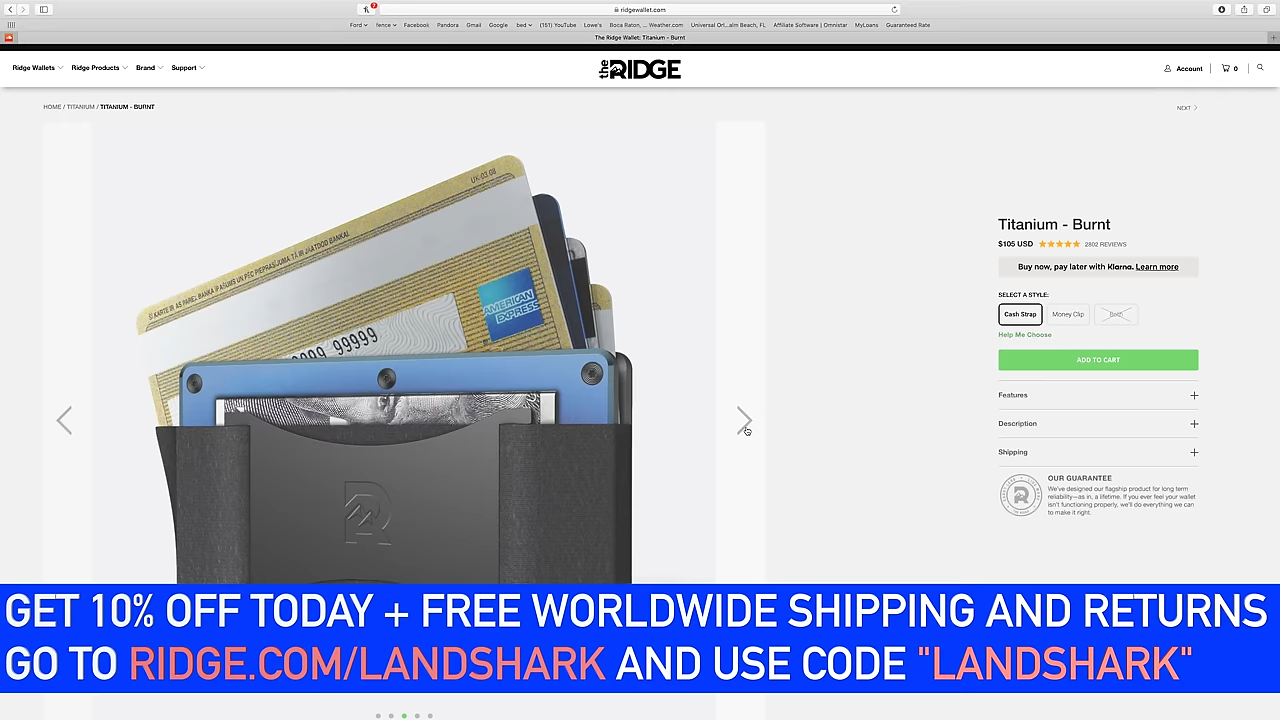 7
ridgewallet.com
Ford
fence
Facebook
Pandora
Gmail
Google
bed
(151) YouTube
Lowe's
Boca Raton, ... Weather.com
Universal Orl...alm Beach, FL
Affiliate Software | Omnistar
MyLoans
Guaranteed Rate
The Ridge Wallet: Titanium - Burnt
Ridge Wallets
Ridge Products
Brand
Support
the RIDGE
Account
0
HOME / TITANIUM / TITANIUM - BURNT
NEXT
UX-03.08
AMERICAN
EXPRESS
9999 99999
Titanium - Burnt
$105 USD
2802 REVIEWS
Buy now, pay later with Klarna. Learn more
SELECT A STYLE:
Cash Strap
Money Clip
Both
Help Me Choose
ADD TO CART
Features
Description
Shipping
OUR GUARANTEE
We've designed our flagship product for long term
reliability—as in, a lifetime. If you ever feel your wallet
isn't functioning properly, we'll do everything we can
to make it right.
GET 10% OFF TODAY + FREE WORLDWIDE SHIPPING AND RETURNS
GO TO RIDGE.COM/LANDSHARK AND USE CODE "LANDSHARK"